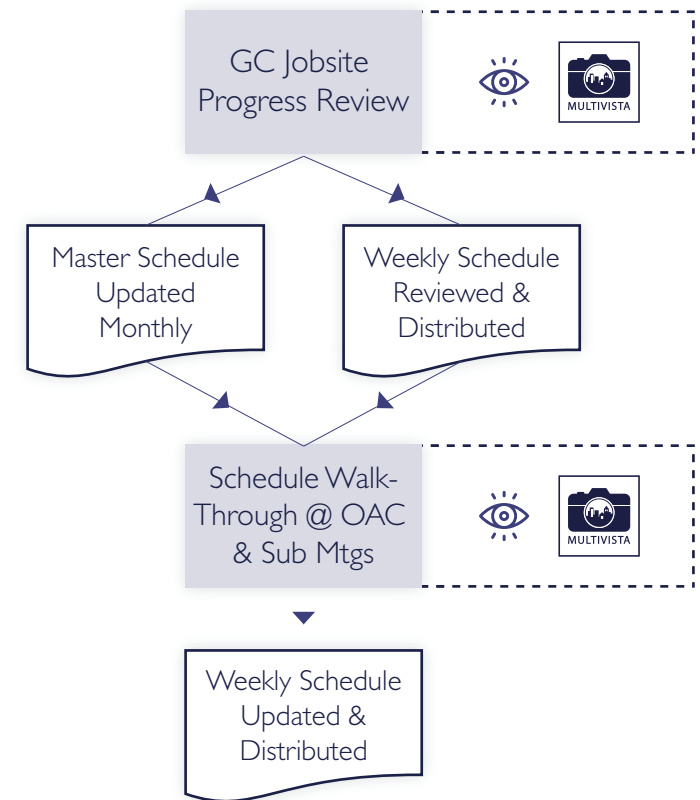 GC Jobsite
Progress Review
MULTIVISTA
Master Schedule
Updated
Monthly
Weekly Schedule
Reviewed &
Distributed
Schedule Walk-
Through @ OAC
& Sub Mtgs
MULTIVISTA
Weekly Schedule
Updated &
Distributed